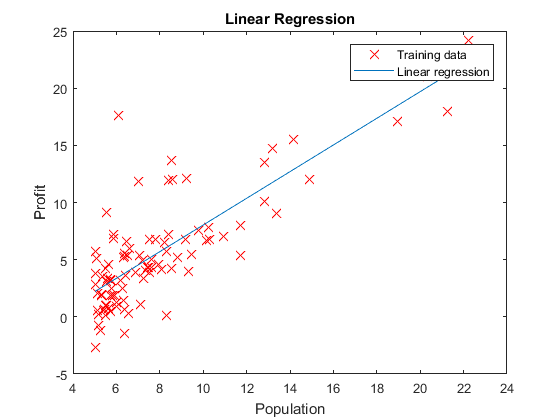 Linear Regression
25
20
15
10
5
0
-5
Profit
4 6 8 10 12 14 16 18 20 22 24
Population
Training data
Linear regression